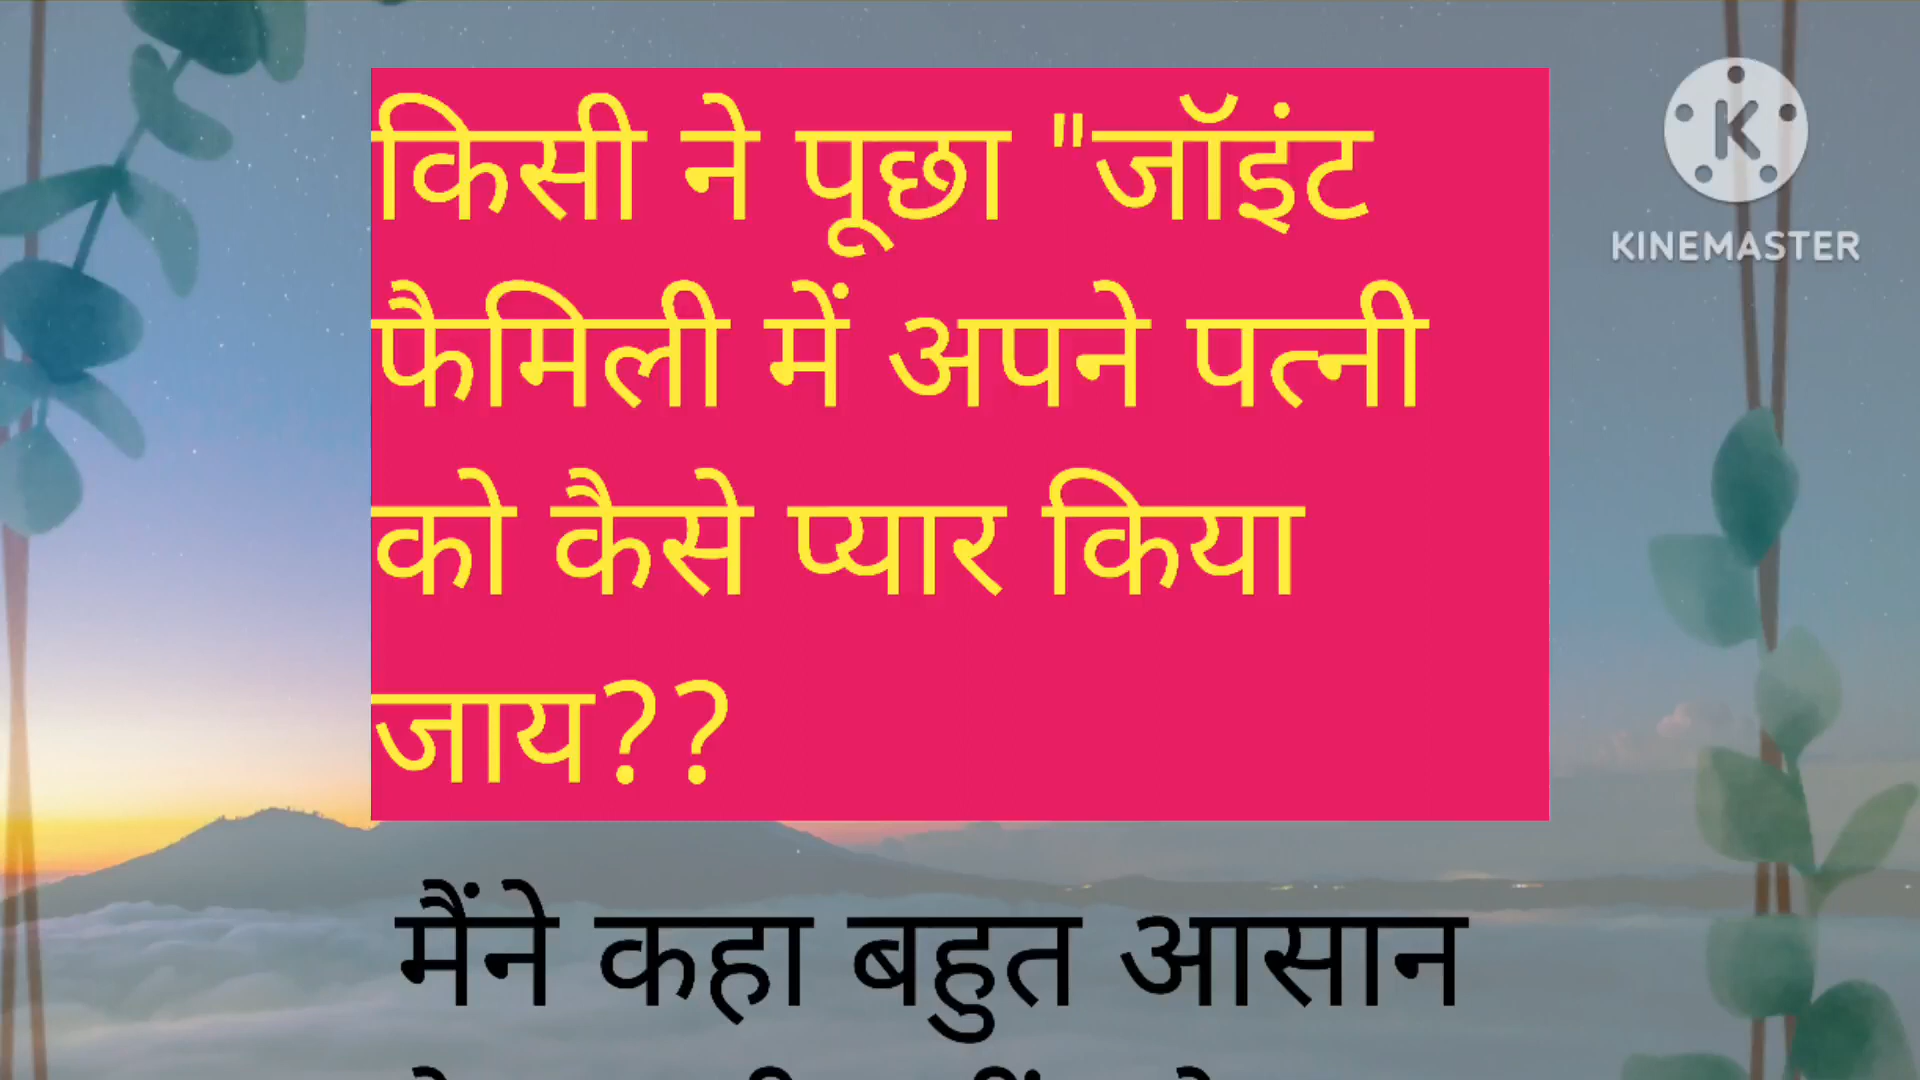 किसी ने पूछा "जॉइंट
फैमिली में अपने पत्नी
को कैसे प्यार किया
जाय??
मैंने कहा बहुत आसान
KINEMASTER